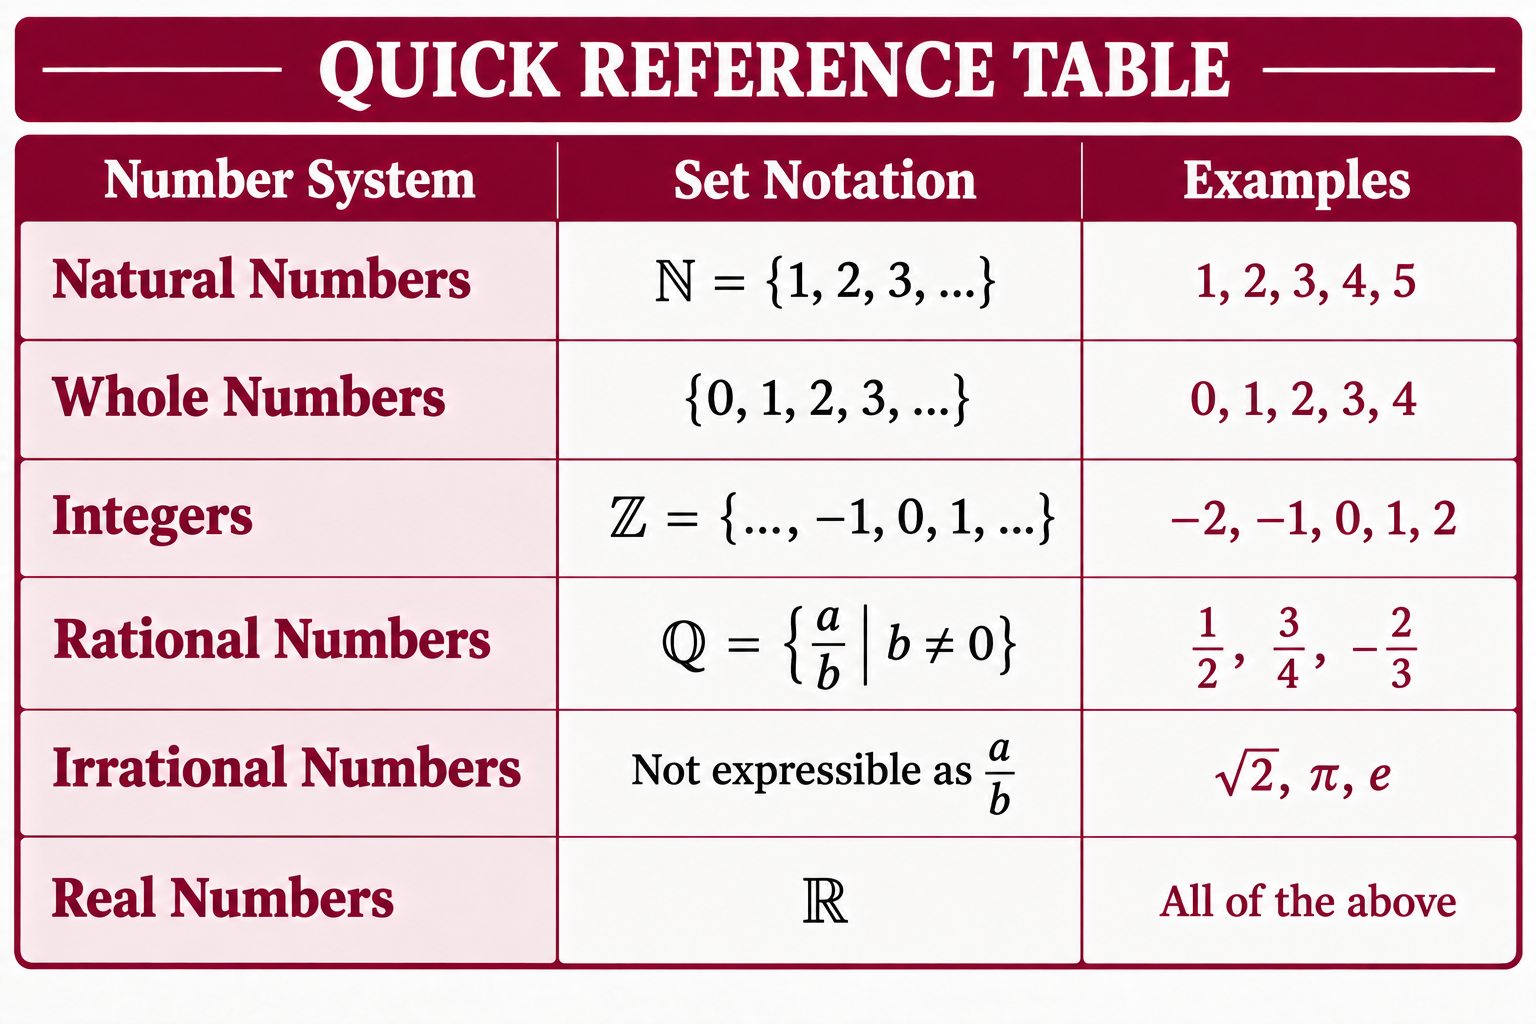 QUICK REFERENCE TABLE
Number System Set Notation Examples
Natural Numbers ℕ = {1, 2, 3, ...} 1, 2, 3, 4, 5
Whole Numbers {0, 1, 2, 3, ...} 0, 1, 2, 3, 4
Integers ℤ = {..., −1, 0, 1, ...} −2, −1, 0, 1, 2
Rational Numbers ℚ = {a/b | b ≠ 0} 1/2, 3/4, −2/3
Irrational Numbers Not expressible as a/b √2, π, e
Real Numbers ℝ All of the above